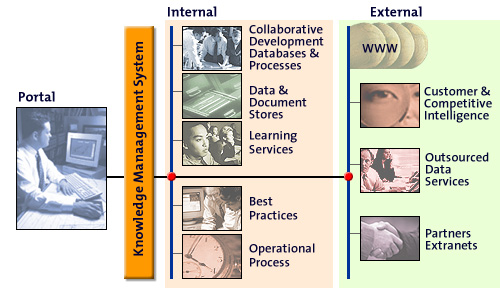 Internal
External
Portal
Knowledge Manaagement System
Collaborative
Development
Databases &
Processes
Data &
Document
Stores
Learning
Services
Best
Practices
Operational
Process
www
Customer &
Competitive
Intelligence
Outsourced
Data
Services
Partners
Extranets